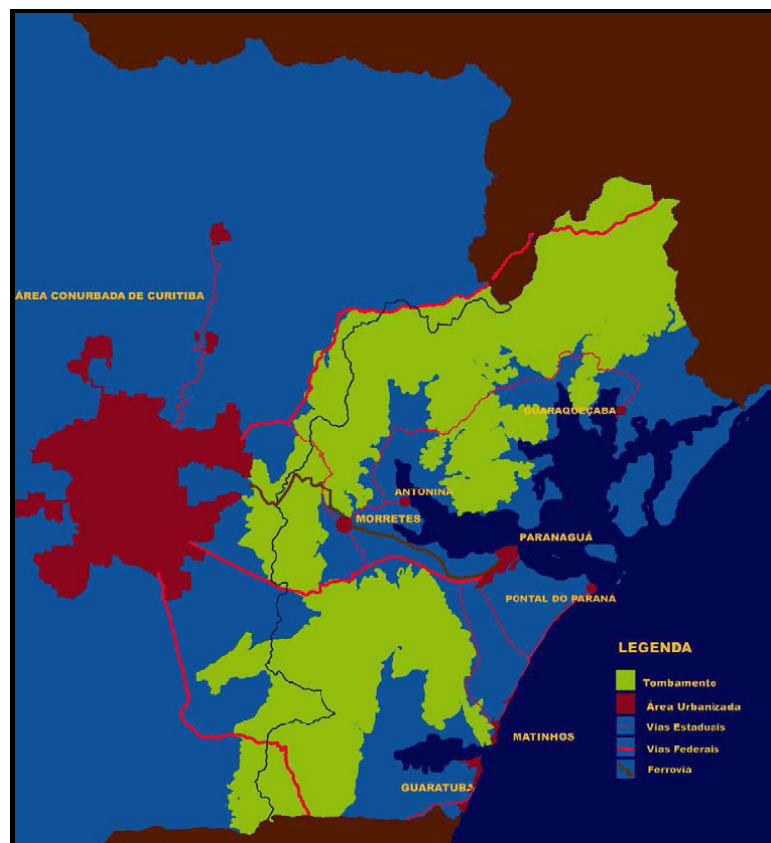 ÁREA CONURBADA DE CURITIBA
GUARAQUEÇABA
ANTONINA
MORRETES
PARANAGUÁ
PONTAL DO PARANÁ
LEGENDA
Tombamento
Área Urbanizada
Vias Estaduais
MATINHOS
Vias Federais
Ferrovia
GUARATUBA